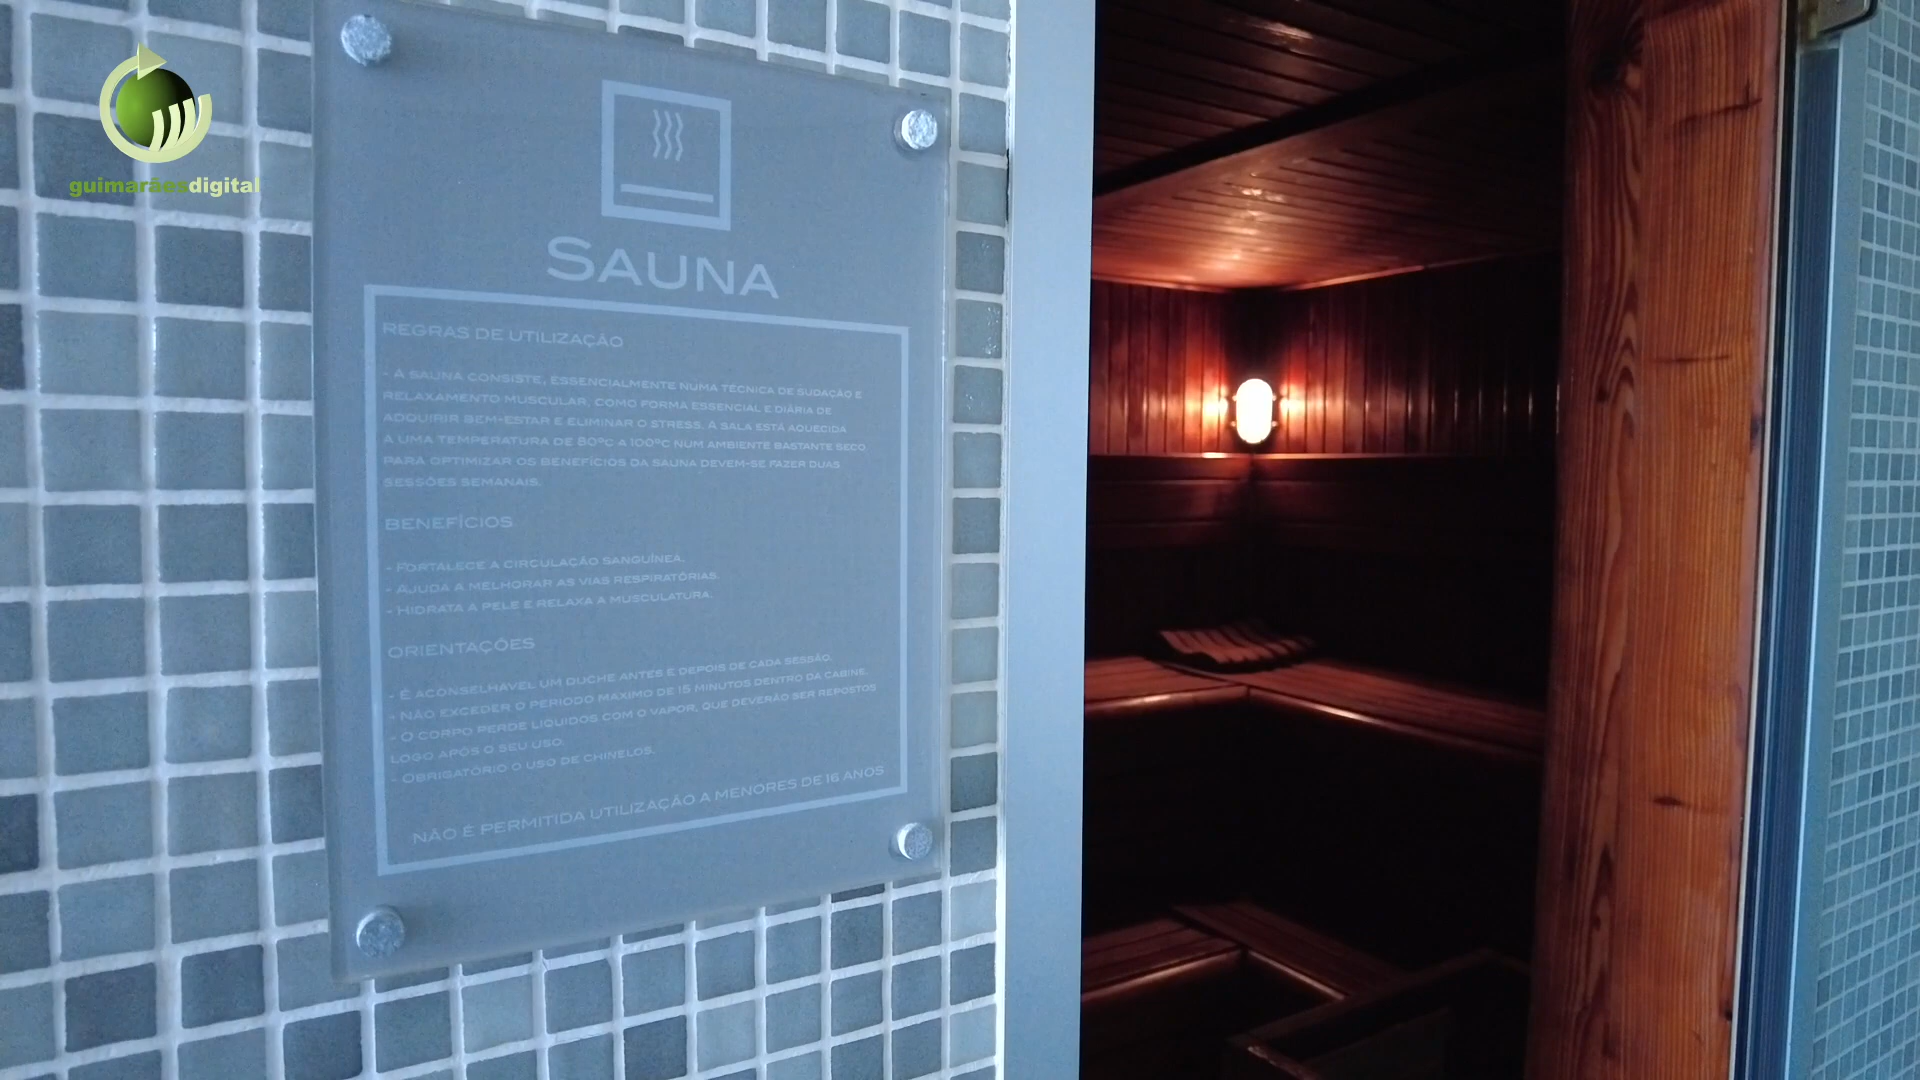 guimarãesdigital
SAUNA
REGRAS DE UTILIZAÇÃO
- A SAUNA CONSISTE, ESSENCIALMENTE NUMA TÉCNICA DE SUDAÇÃO E
RELAXAMENTO MUSCULAR, COMO FORMA ESSENCIAL E DIÁRIA DE
ADQUIRIR BEM-ESTAR E ELIMINAR O STRESS. A SALA ESTÁ AQUECIDA
A UMA TEMPERATURA DE 80ºC A 100ºC NUM AMBIENTE BASTANTE SECO
PARA OPTIMIZAR OS BENEFÍCIOS DA SAUNA DEVEM-SE FAZER DUAS
SESSÕES SEMANAIS.
BENEFÍCIOS
- FORTALECE A CIRCULAÇÃO SANGUÍNEA.
- AJUDA A MELHORAR AS VIAS RESPIRATÓRIAS.
- HIDRATA A PELE E RELAXA A MUSCULATURA.
ORIENTAÇÕES
- É ACONSELHAVEL UM DUCHE ANTES E DEPOIS DE CADA SESSÃO.
- NÃO EXCEDER O PERIODO MÁXIMO DE 15 MINUTOS DENTRO DA CABINE.
- O CORPO PERDE LIQUIDOS COM O VAPOR, QUE DEVERÃO SER REPOSTOS
LOGO APÓS O SEU USO.
- OBRIGATÓRIO O USO DE CHINELOS.
NÃO É PERMITIDA UTILIZAÇÃO A MENORES DE 16 ANOS